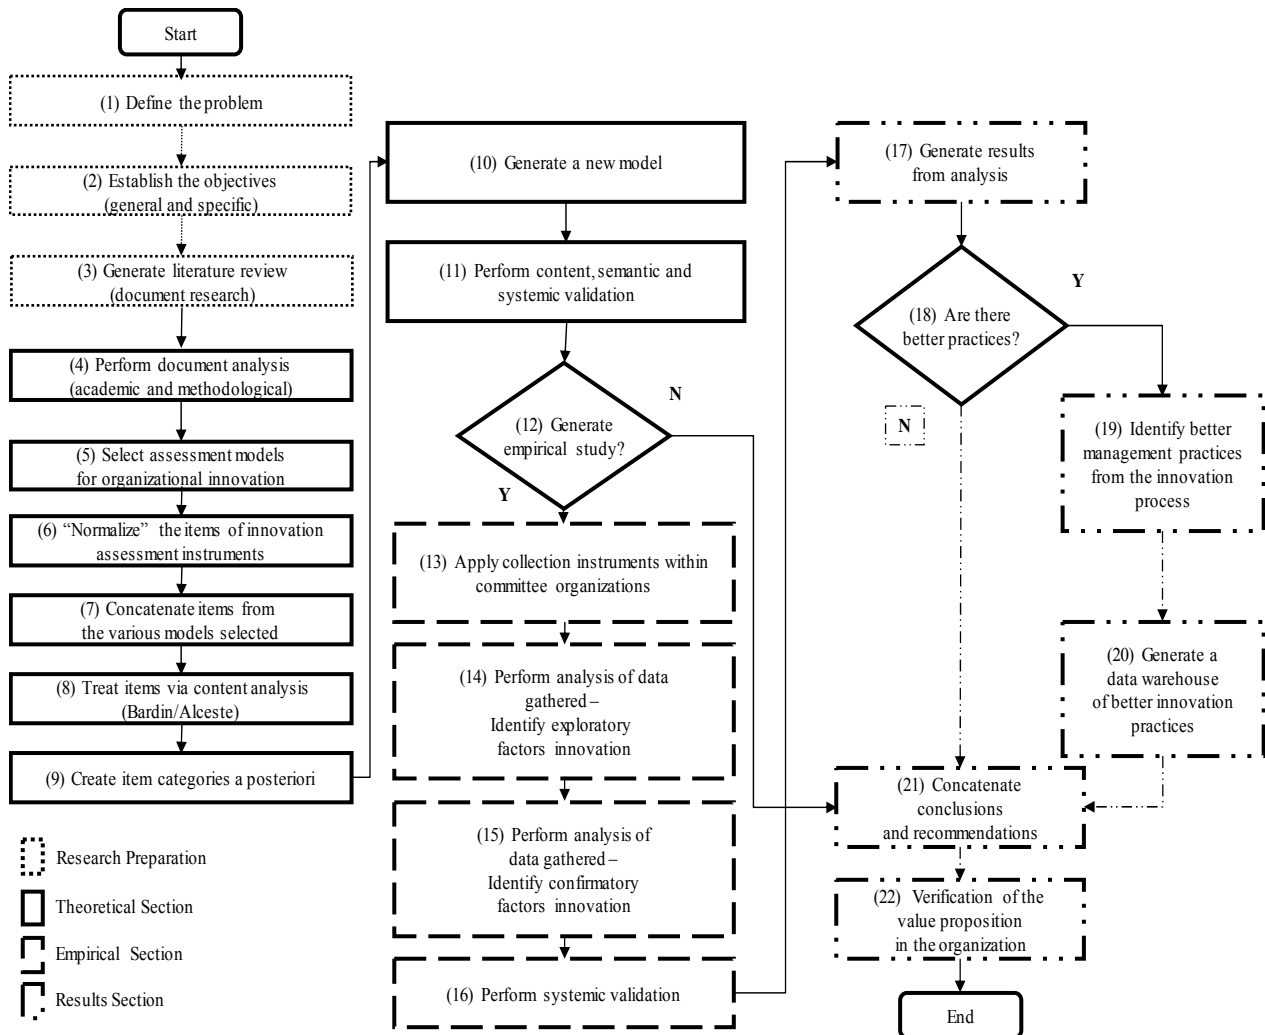 Start
(1) Define the problem
(2) Establish the objectives
(general and specific)
(3) Generate literature review
(document research)
(4) Perform document analysis
(academic and methodological)
(5) Select assessment models
for organizational innovation
(6) “Normalize” the items of innovation
assessment instruments
(7) Concatenate items from
the various models selected
(8) Treat items via content analysis
(Bardin/Alceste)
(9) Create item categories a posteriori
Research Preparation
Theoretical Section
Empirical Section
Results Section
(10) Generate a new model
(11) Perform content, semantic and
systemic validation
(12) Generate
empirical study?
N
Y
(13) Apply collection instruments within
committee organizations
(14) Perform analysis of data
gathered –
Identify exploratory
factors innovation
(15) Perform analysis of
data gathered –
Identify confirmatory
factors innovation
(16) Perform systemic validation
(17) Generate results
from analysis
(18) Are there
better practices?
Y
N
(19) Identify better
management practices
from the innovation
process
(20) Generate a
data warehouse
of better innovation
practices
(21) Concatenate
conclusions
and recommendations
(22) Verification of the
value proposition
in the organization
End